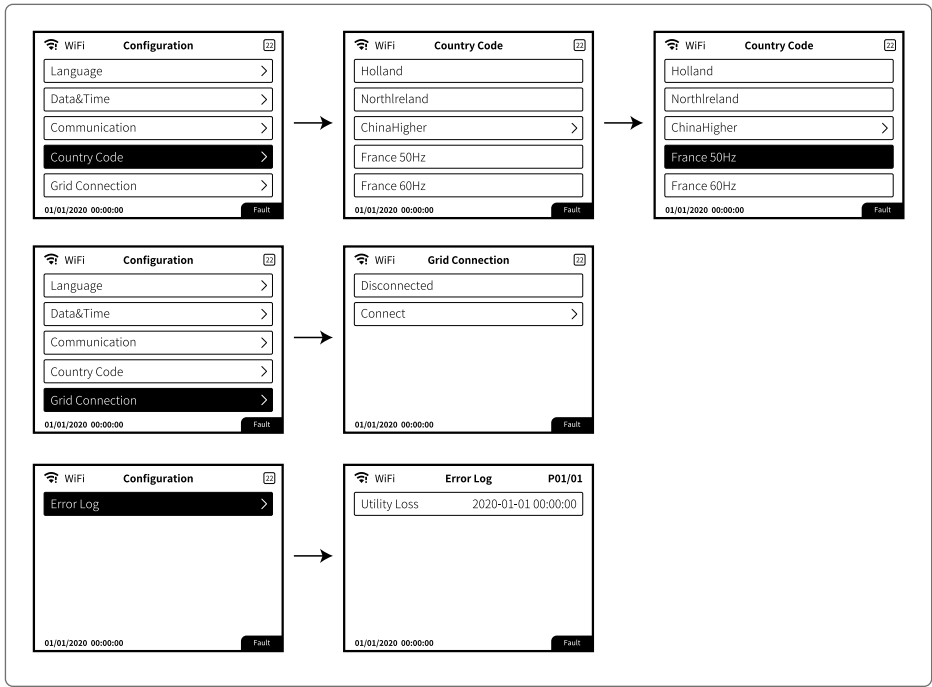 WiFi Configuration 22
Language
Data&Time
Communication
Country Code
Grid Connection
01/01/2020 00:00:00 Fault
WiFi Country Code 22
Holland
NorthIreland
ChinaHigher
France 50Hz
France 60Hz
01/01/2020 00:00:00 Fault
WiFi Country Code 22
Holland
NorthIreland
ChinaHigher
France 50Hz
France 60Hz
01/01/2020 00:00:00 Fault
WiFi Configuration 22
Language
Data&Time
Communication
Country Code
Grid Connection
01/01/2020 00:00:00 Fault
WiFi Grid Connection 22
Disconnected
Connect
01/01/2020 00:00:00 Fault
WiFi Configuration 22
Error Log
01/01/2020 00:00:00 Fault
WiFi Error Log P01/01
Utility Loss 2020-01-01 00:00:00
01/01/2020 00:00:00 Fault